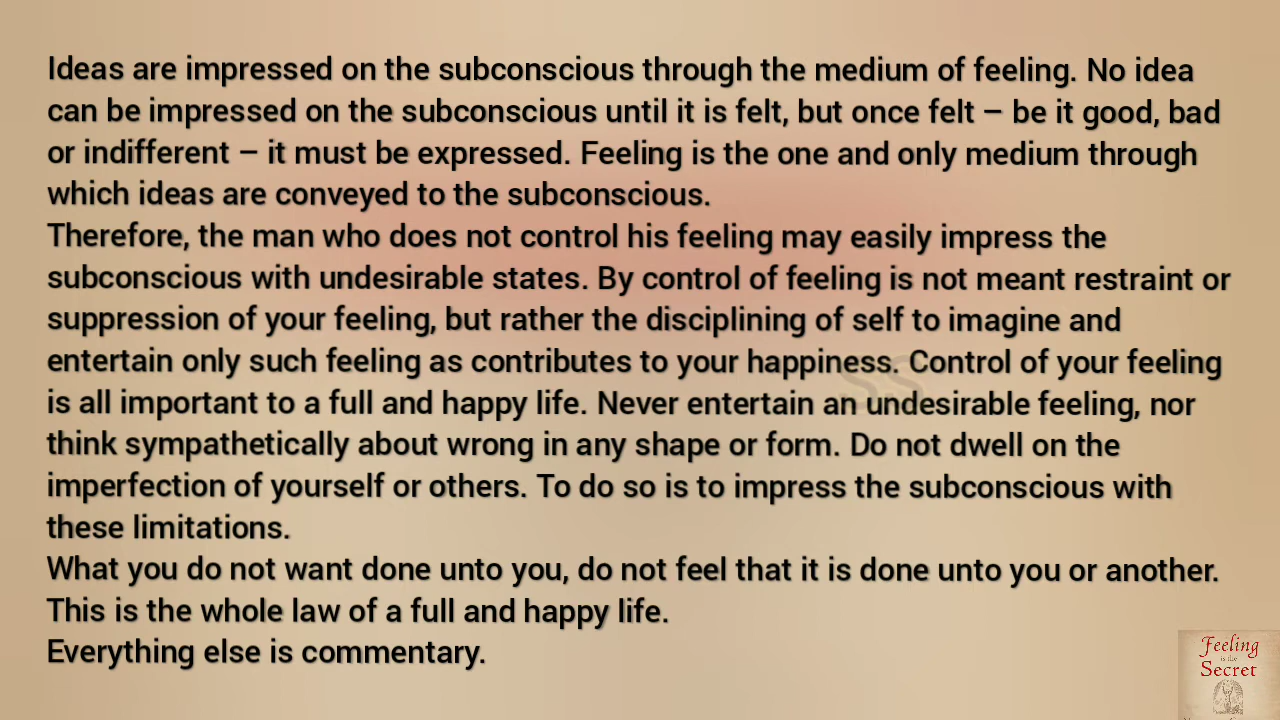 Ideas are impressed on the subconscious through the medium of feeling. No idea
can be impressed on the subconscious until it is felt, but once felt – be it good, bad
or indifferent – it must be expressed. Feeling is the one and only medium through
which ideas are conveyed to the subconscious.
Therefore, the man who does not control his feeling may easily impress the
subconscious with undesirable states. By control of feeling is not meant restraint or
suppression of your feeling, but rather the disciplining of self to imagine and
entertain only such feeling as contributes to your happiness. Control of your feeling
is all important to a full and happy life. Never entertain an undesirable feeling, nor
think sympathetically about wrong in any shape or form. Do not dwell on the
imperfection of yourself or others. To do so is to impress the subconscious with
these limitations.
What you do not want done unto you, do not feel that it is done unto you or another.
This is the whole law of a full and happy life.
Everything else is commentary.
SS
Feeling
is the
Secret